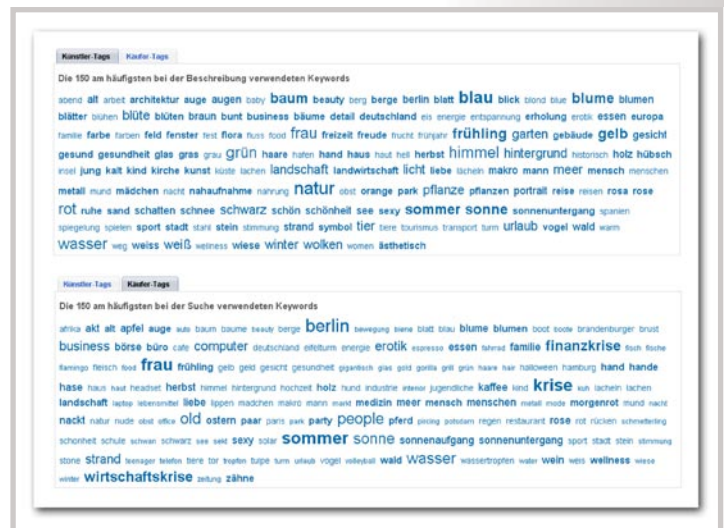 Künstler-Tags Käufer-Tags
Die 150 am häufigsten bei der Beschreibung verwendeten Keywords
abend alt arbeit architektur auge augen baby baum beauty berg berge berlin blatt blau blick blond blue blume blumen
blätter blühen blüte blüten braun bunt business bäume detail deutschland eis energie entspannung erholung erotik essen europa
familie farbe farben feld fenster fest flora fluss food frau freizeit freude frucht frühjahr frühling garten gebäude gelb gesicht
gesund gesundheit glas gras grau grün haare hafen hand haus haut hell herbst himmel hintergrund historisch holz hübsch
insel jung kalt kind kirche kunst küste lachen landschaft landwirtschaft licht liebe lächeln makro mann meer mensch menschen
metall mund mädchen nacht nahaufnahme nahrung natur obst orange park pflanze pflanzen portrait reise reisen rosa rose
rot ruhe sand schatten schnee schwarz schön schönheit see sexy sommer sonne sonnenuntergang spanien
spiegelung spielen sport stadt stahl stein stimmung strand symbol tier tiere tourismus transport turm urlaub vogel wald warm
wasser weg weiss weiß wellness wiese winter wolken women ästhetisch
Künstler-Tags Käufer-Tags
Die 150 am häufigsten bei der Suche verwendeten Keywords
afrika akt alt apfel auge auto baum baume beauty berge berlin bewegung biene blatt blau blume blumen boot boote brandenburger brust
business börse büro cafe computer deutschland eiffelturm energie erotik espresso essen fahrrad familie finanzkrise fisch fische
flamingo fleisch food frau frühling gelb geld gesicht gesundheit gigantisch glas gold gorilla grill grün haare hair halloween hamburg hand hande
hase haus haut headset herbst himmel hintergrund hochzeit holz hund industrie interior jugendliche kaffee kind krise kuh lacheln lachen
landschaft laptop lebensmittel liebe lippen madchen makro mann markt medizin meer mensch menschen metall mode morgenrot mund nacht
nackt natur nude obst office old ostern paar paris park party people pferd piercing potsdam regen restaurant rose rot rücken schmetterling
schonheit schule schwan schwarz see sekt sexy solar sommer sonne sonnenaufgang sonnenuntergang sport stadt stein stimmung
stone strand teenager telefon tiere tor tropfen tulpe turm urlaub vogel volleyball wald wasser wassertropfen water wein weis wellness wiese
winter wirtschaftskrise zeitung zähne